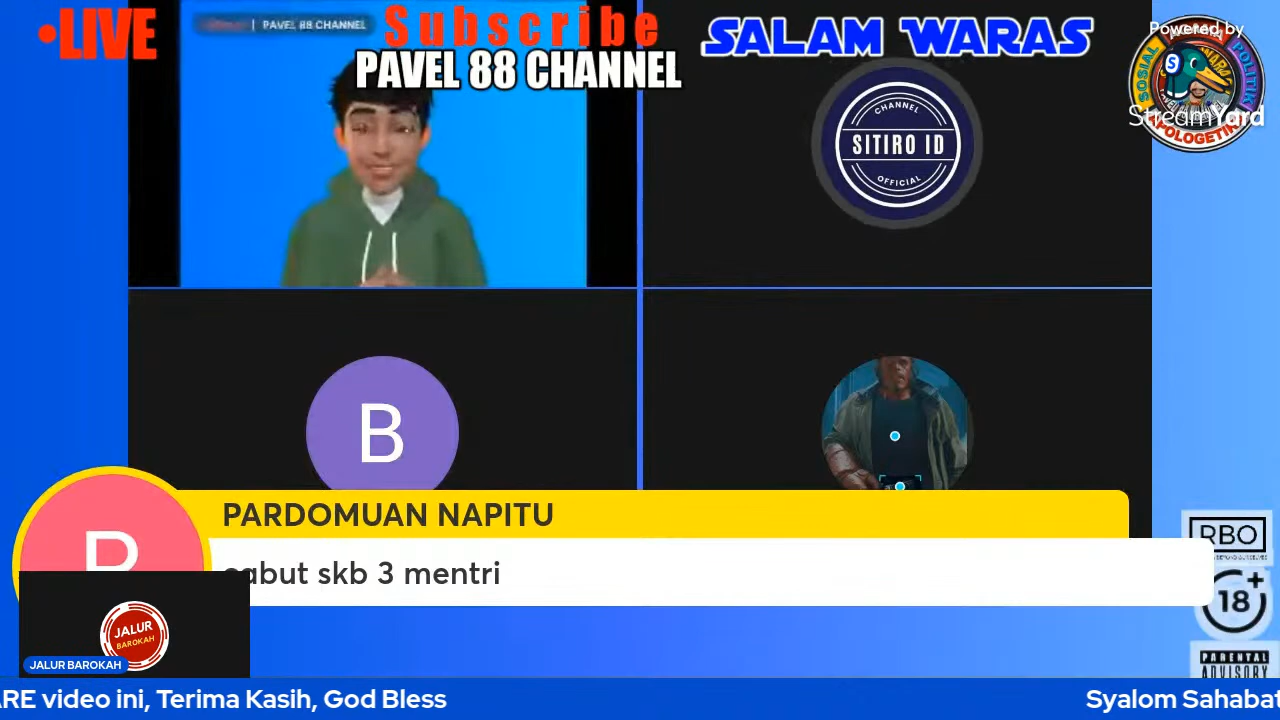 •LIVE
| PAVEL 88 CHANNEL
Subscribe
PAVEL 88 CHANNEL
SALAM WARAS
Powered by
StreamYard
SOSIAL
POLITIK
APOLOGETIK
CHANNEL
SITIRO ID
OFFICIAL
B
PARDOMUAN NAPITU
cabut skb 3 mentri
JALUR
BAROKAH
JALUR BAROKAH
RBO
18+
PARENTAL
ADVISORY
ARE video ini, Terima Kasih, God Bless
Syalom Sahabat